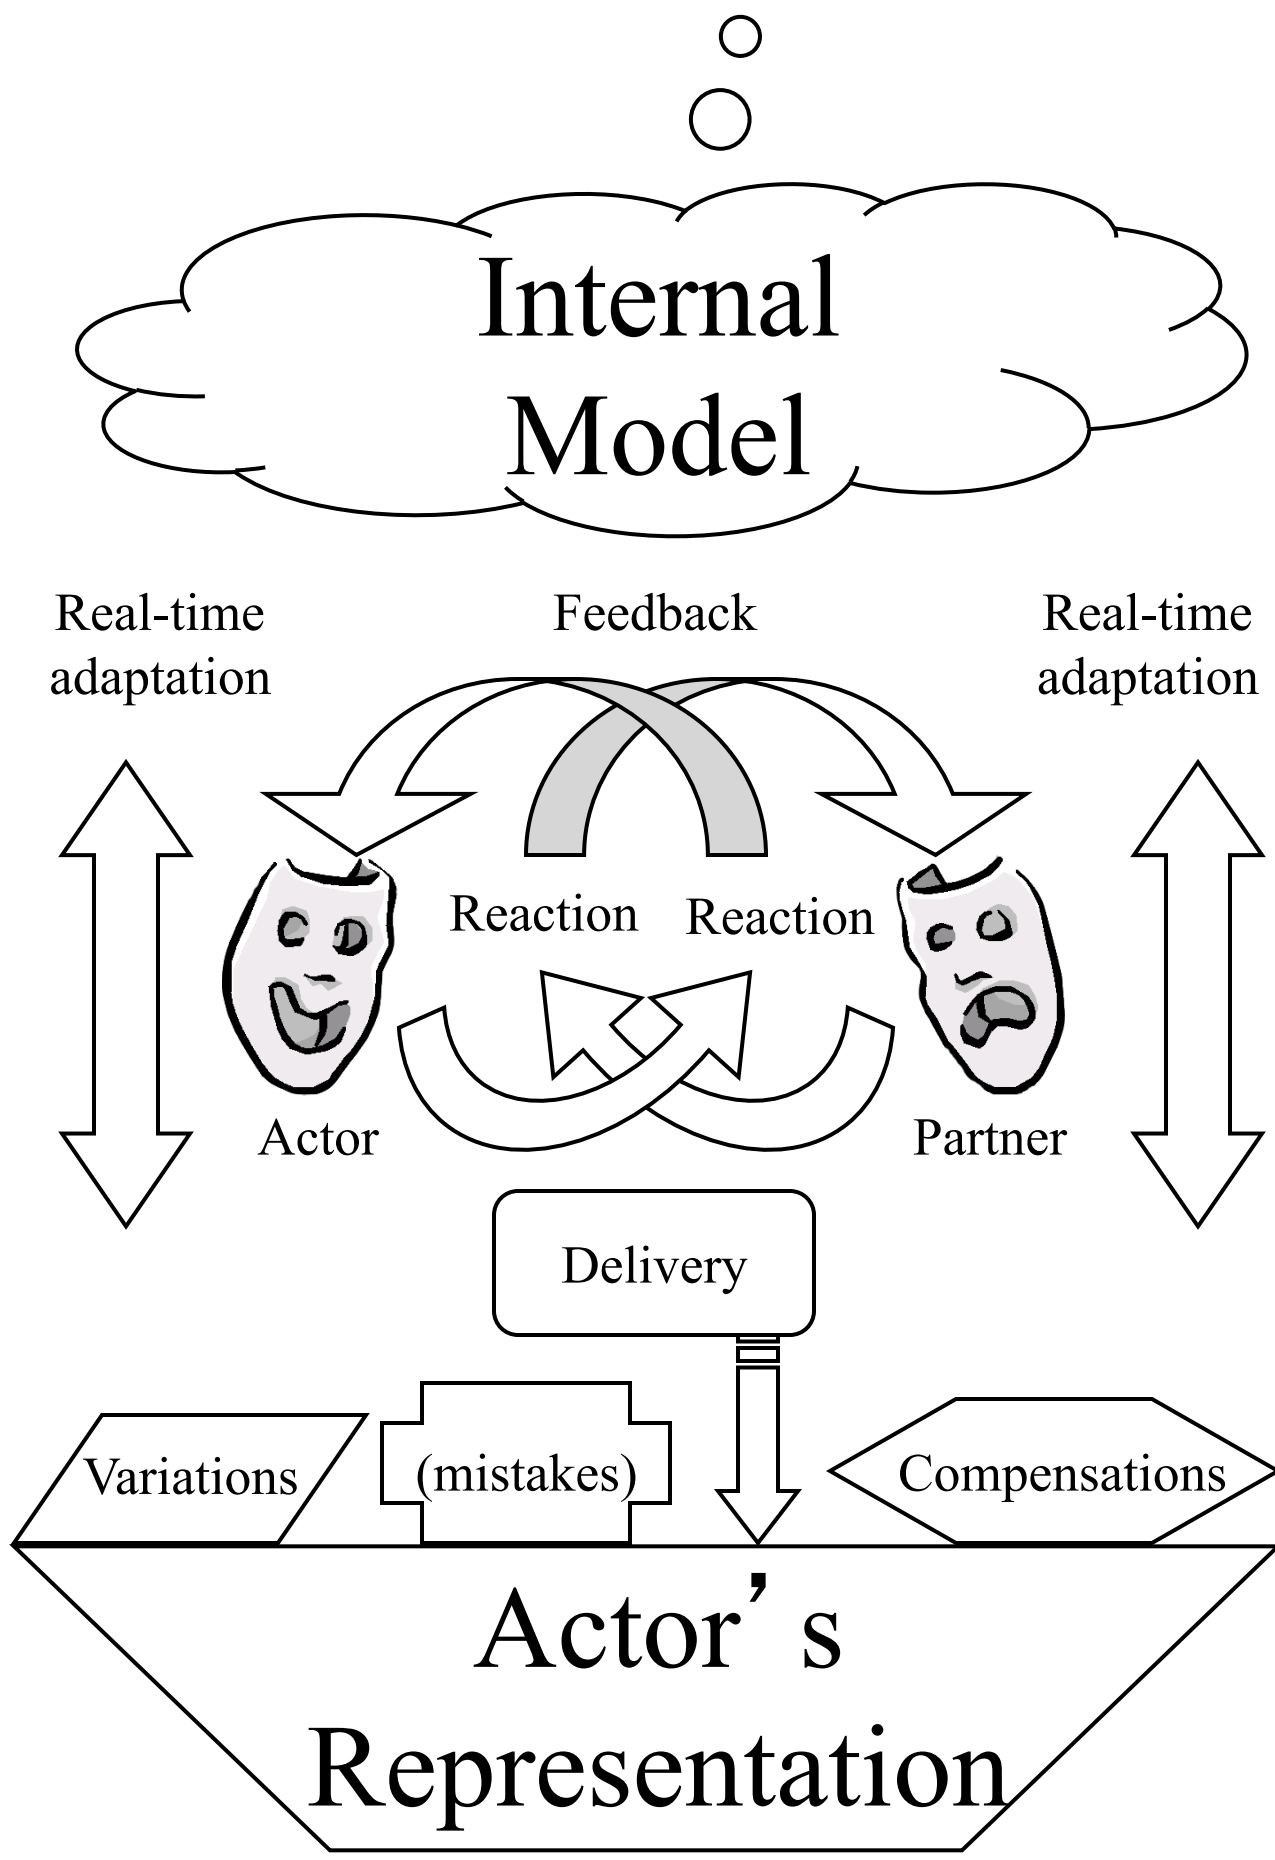 Internal
Model
Real-time
adaptation
Feedback
Real-time
adaptation
Reaction
Reaction
Actor
Partner
Delivery
Variations
(mistakes)
Compensations
Actor’s
Representation